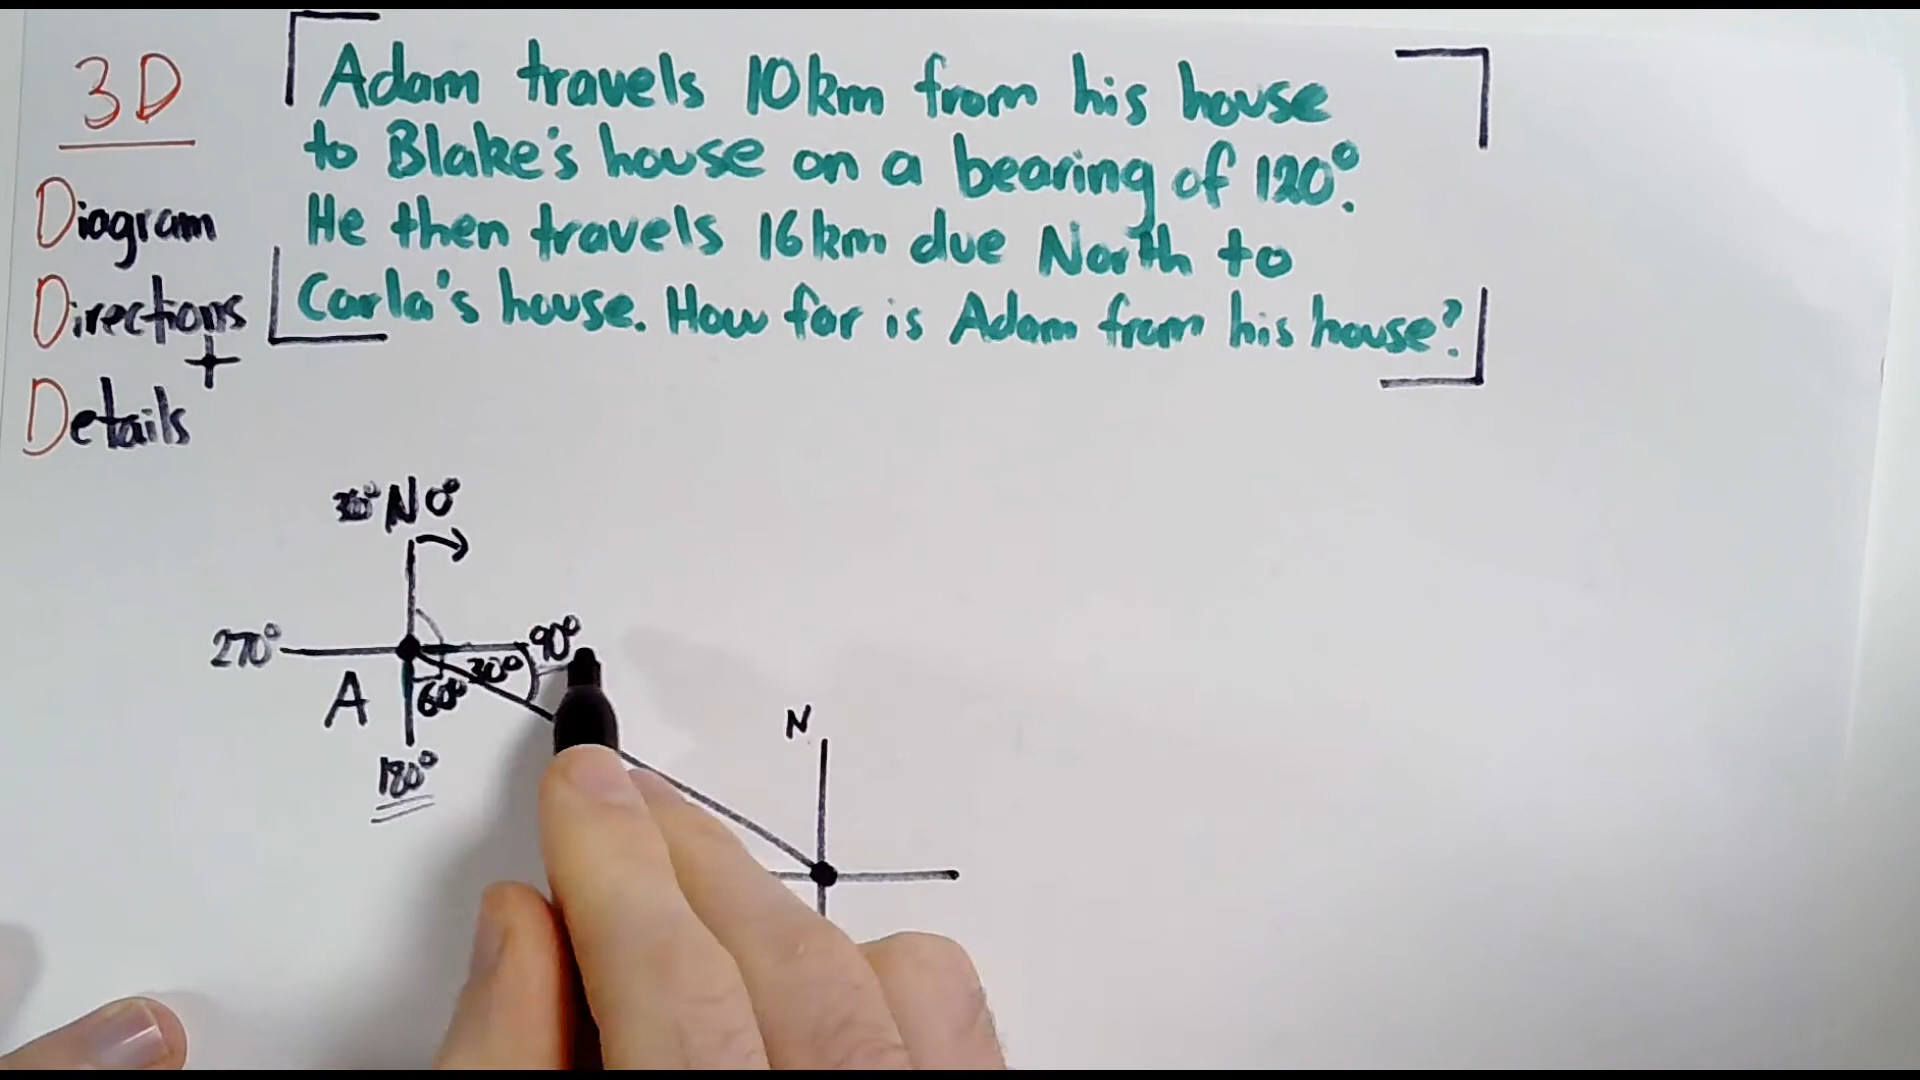 3D
Diagram
Directions
+
Details
Adam travels 10km from his house
to Blake's house on a bearing of 120°.
He then travels 16km due North to
Carla's house. How far is Adam from his house?
360° N 0°
270°
90°
30°
60°
A
180°
N